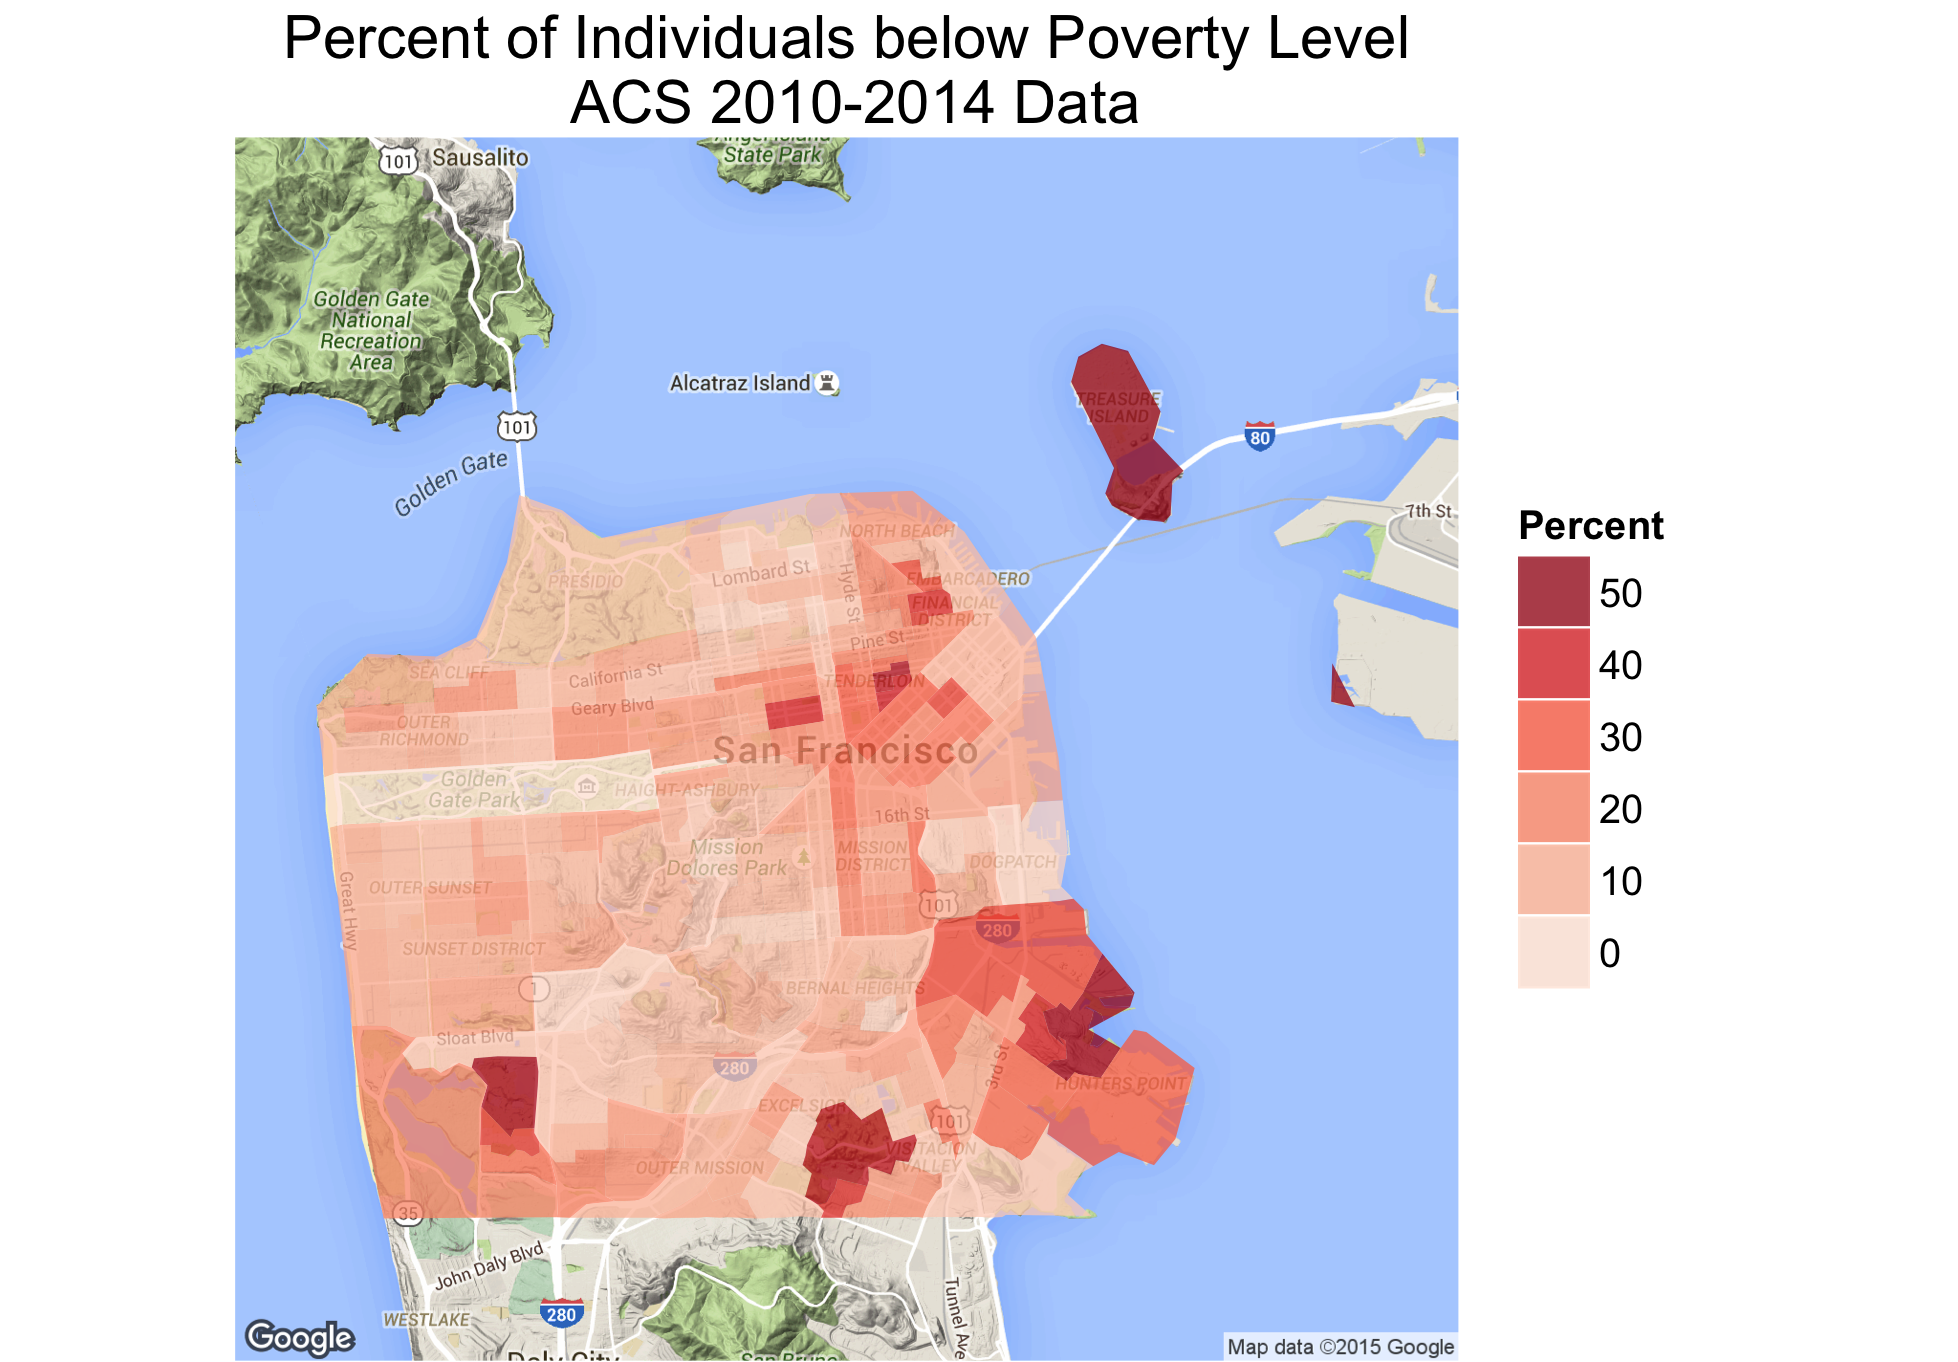 Percent of Individuals below Poverty Level
ACS 2010-2014 Data
101
Sausalito
State Park
Golden Gate
National
Recreation
Area
Alcatraz Island
TREASURE
ISLAND
101
80
Golden Gate
7th St
Percent
50
40
30
20
10
0
NORTH BEACH
PRESIDIO
Lombard St
Hyde St
EMBARCADERO
FINANCIAL
DISTRICT
Pine St
SEA CLIFF
California St
TENDERLOIN
Geary Blvd
OUTER
RICHMOND
San Francisco
Golden
Gate Park
HAIGHT-ASHBURY
16th St
Mission
Dolores Park
MISSION
DISTRICT
DOGPATCH
Great Hwy
OUTER SUNSET
101
280
SUNSET DISTRICT
1
BERNAL HEIGHTS
Sloat Blvd
280
3rd St
HUNTERS POINT
EXCELSIOR
101
VISITACION
VALLEY
OUTER MISSION
35
John Daly Blvd
WESTLAKE
280
Tunnel Ave
Google
Daly City
San Bruno
Map data ©2015 Google